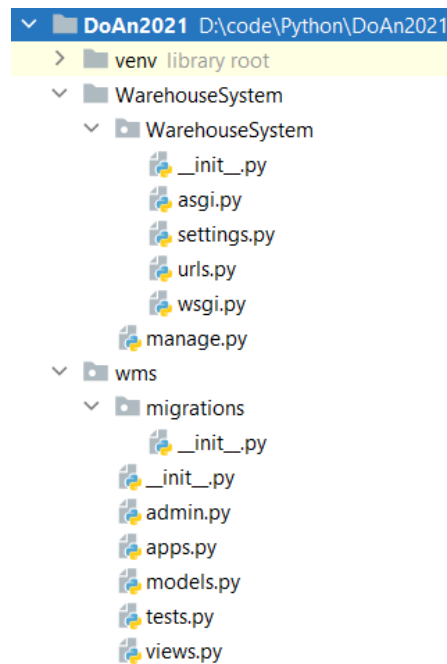 DoAn2021 D:\code\Python\DoAn2021
venv library root
WarehouseSystem
WarehouseSystem
__init__.py
asgi.py
settings.py
urls.py
wsgi.py
manage.py
wms
migrations
__init__.py
__init__.py
admin.py
apps.py
models.py
tests.py
views.py